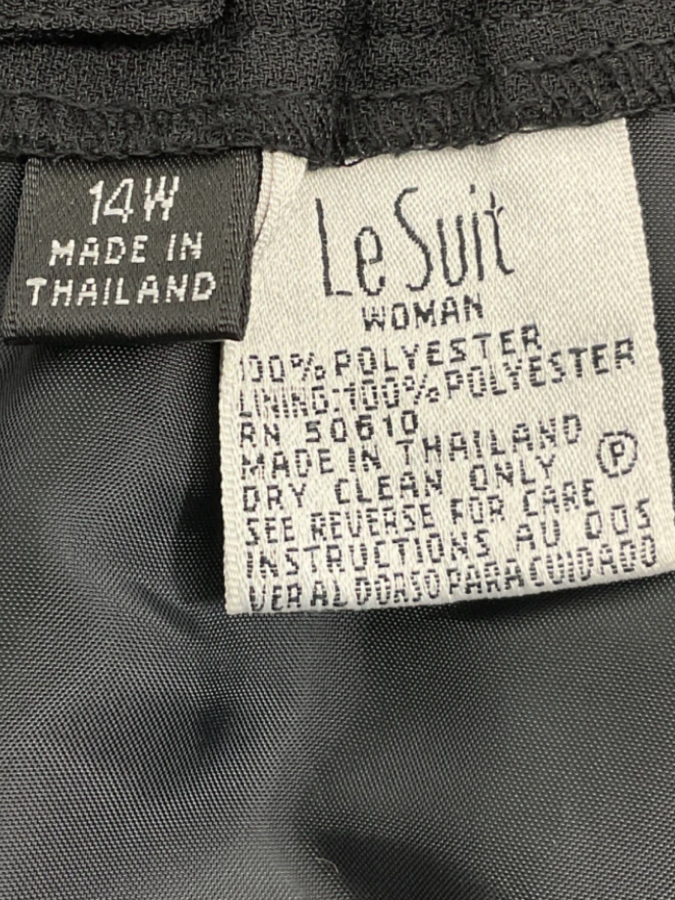 14W
MADE IN
THAILAND
Le Suit
WOMAN
100% POLYESTER
LINING:100% POLYESTER
RN 50610
MADE IN THAILAND
DRY CLEAN ONLY P
SEE REVERSE FOR CARE
INSTRUCTIONS AU DOS
VER AL DORSO PARA CUIDADO